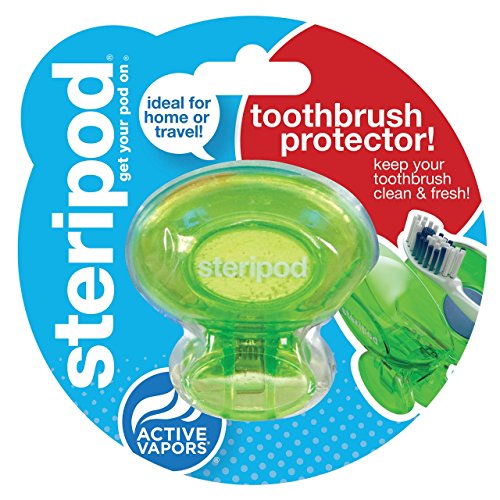 steripod®
get your pod on®
ideal for
home or
travel!
toothbrush
protector!
keep your
toothbrush
clean & fresh!
steripod
steripod
ACTIVE
VAPORS®